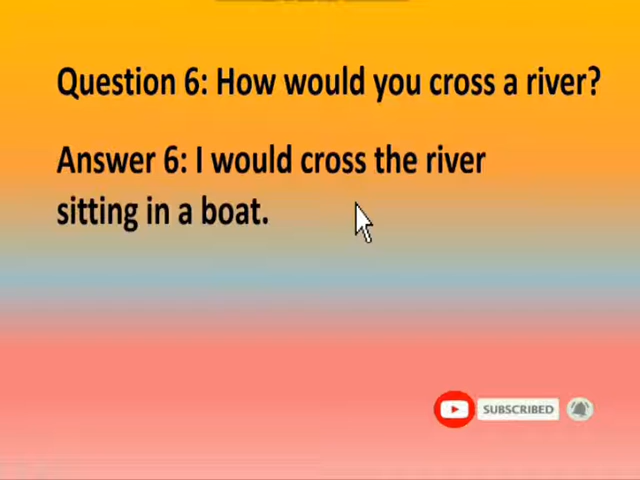 Question 6: How would you cross a river?
Answer 6: I would cross the river
sitting in a boat.
SUBSCRIBED